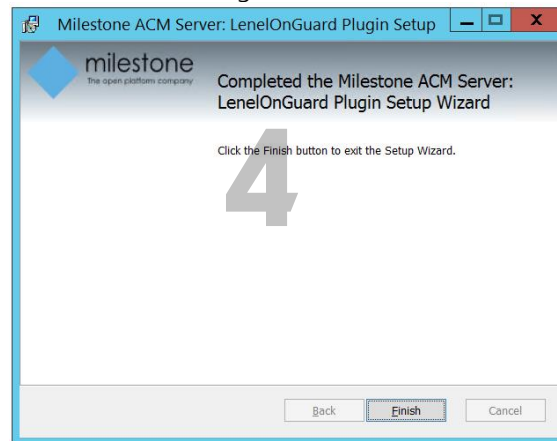 Milestone ACM Server: LenelOnGuard Plugin Setup
milestone
The open platform company
Completed the Milestone ACM Server:
LenelOnGuard Plugin Setup Wizard
Click the Finish button to exit the Setup Wizard.
4
Back
Finish
Cancel